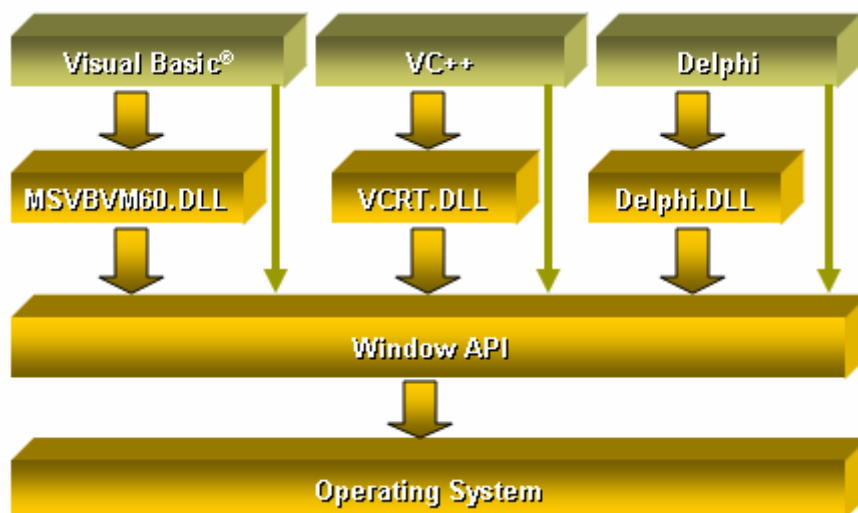 Visual Basic®
VC++
Delphi
MSVBVM60.DLL
VCRT.DLL
Delphi.DLL
Window API
Operating System